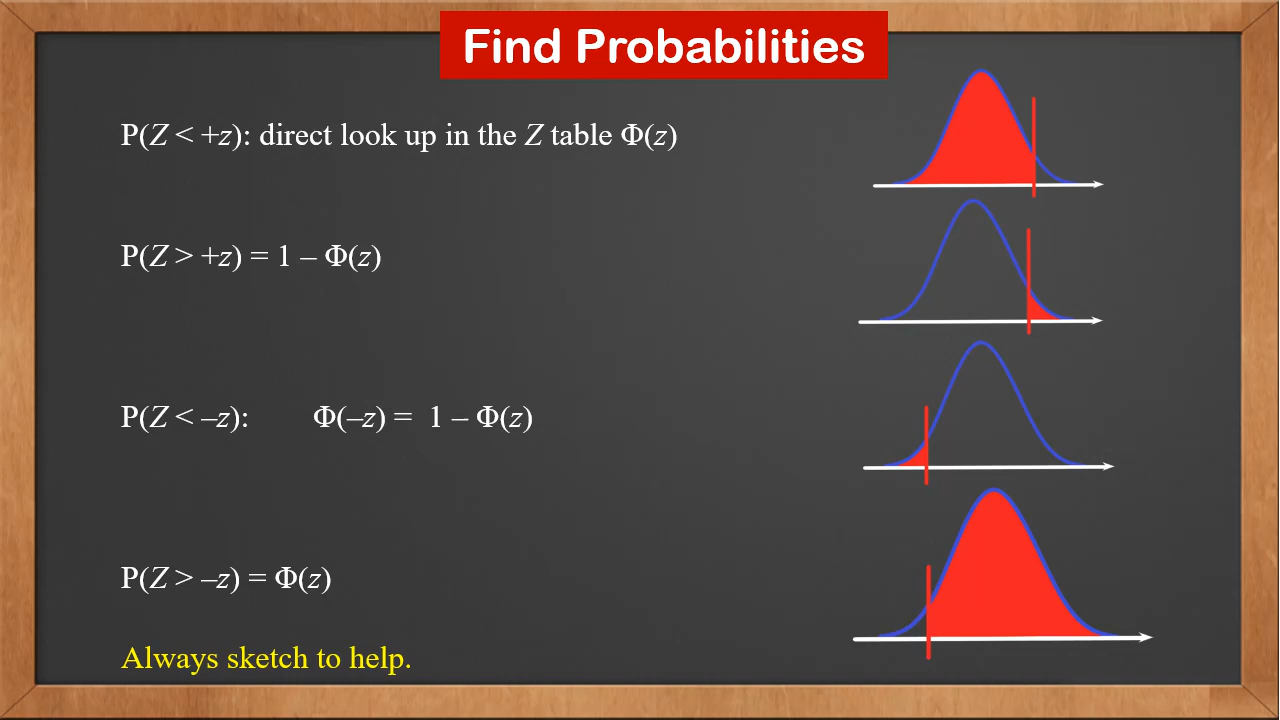 Find Probabilities
P(Z < +z): direct look up in the Z table Φ(z)
P(Z > +z) = 1 – Φ(z)
P(Z < –z): Φ(–z) = 1 – Φ(z)
P(Z > –z) = Φ(z)
Always sketch to help.